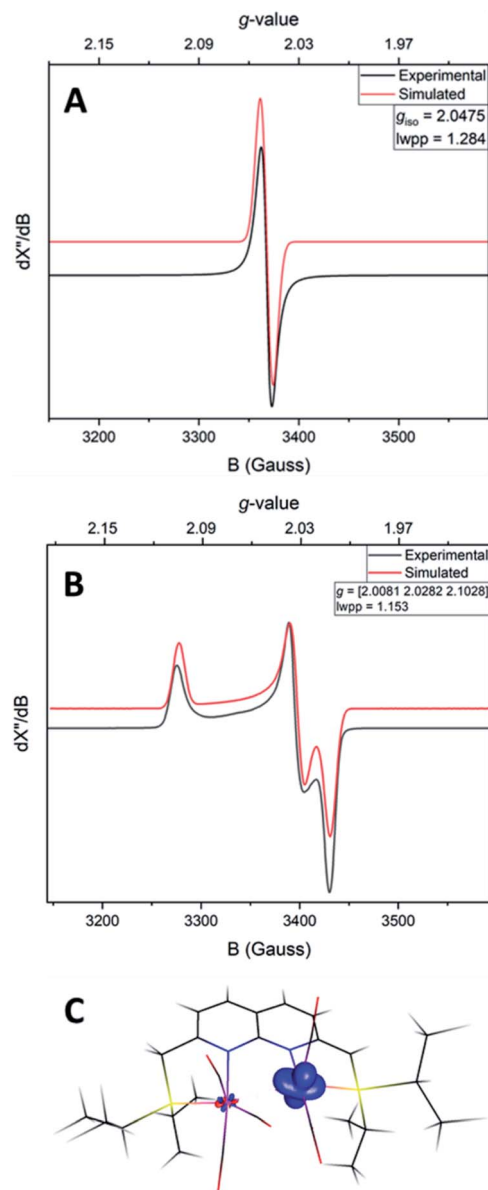 g-value
2.15 2.09 2.03 1.97
A
Experimental
Simulated
giso = 2.0475
lwpp = 1.284
dX"/dB
3200 3300 3400 3500
B (Gauss)
g-value
2.15 2.09 2.03 1.97
B
Experimental
Simulated
g = [2.0081 2.0282 2.1028]
lwpp = 1.153
dX"/dB
3200 3300 3400 3500
B (Gauss)
C